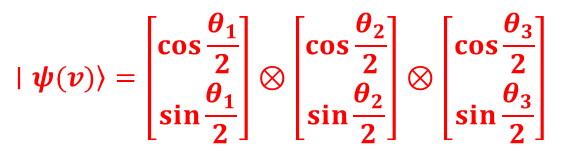 | ψ(v)⟩ = [cos θ₁/2 sin θ₁/2] ⊗ [cos θ₂/2 sin θ₂/2] ⊗ [cos θ₃/2 sin θ₃/2]